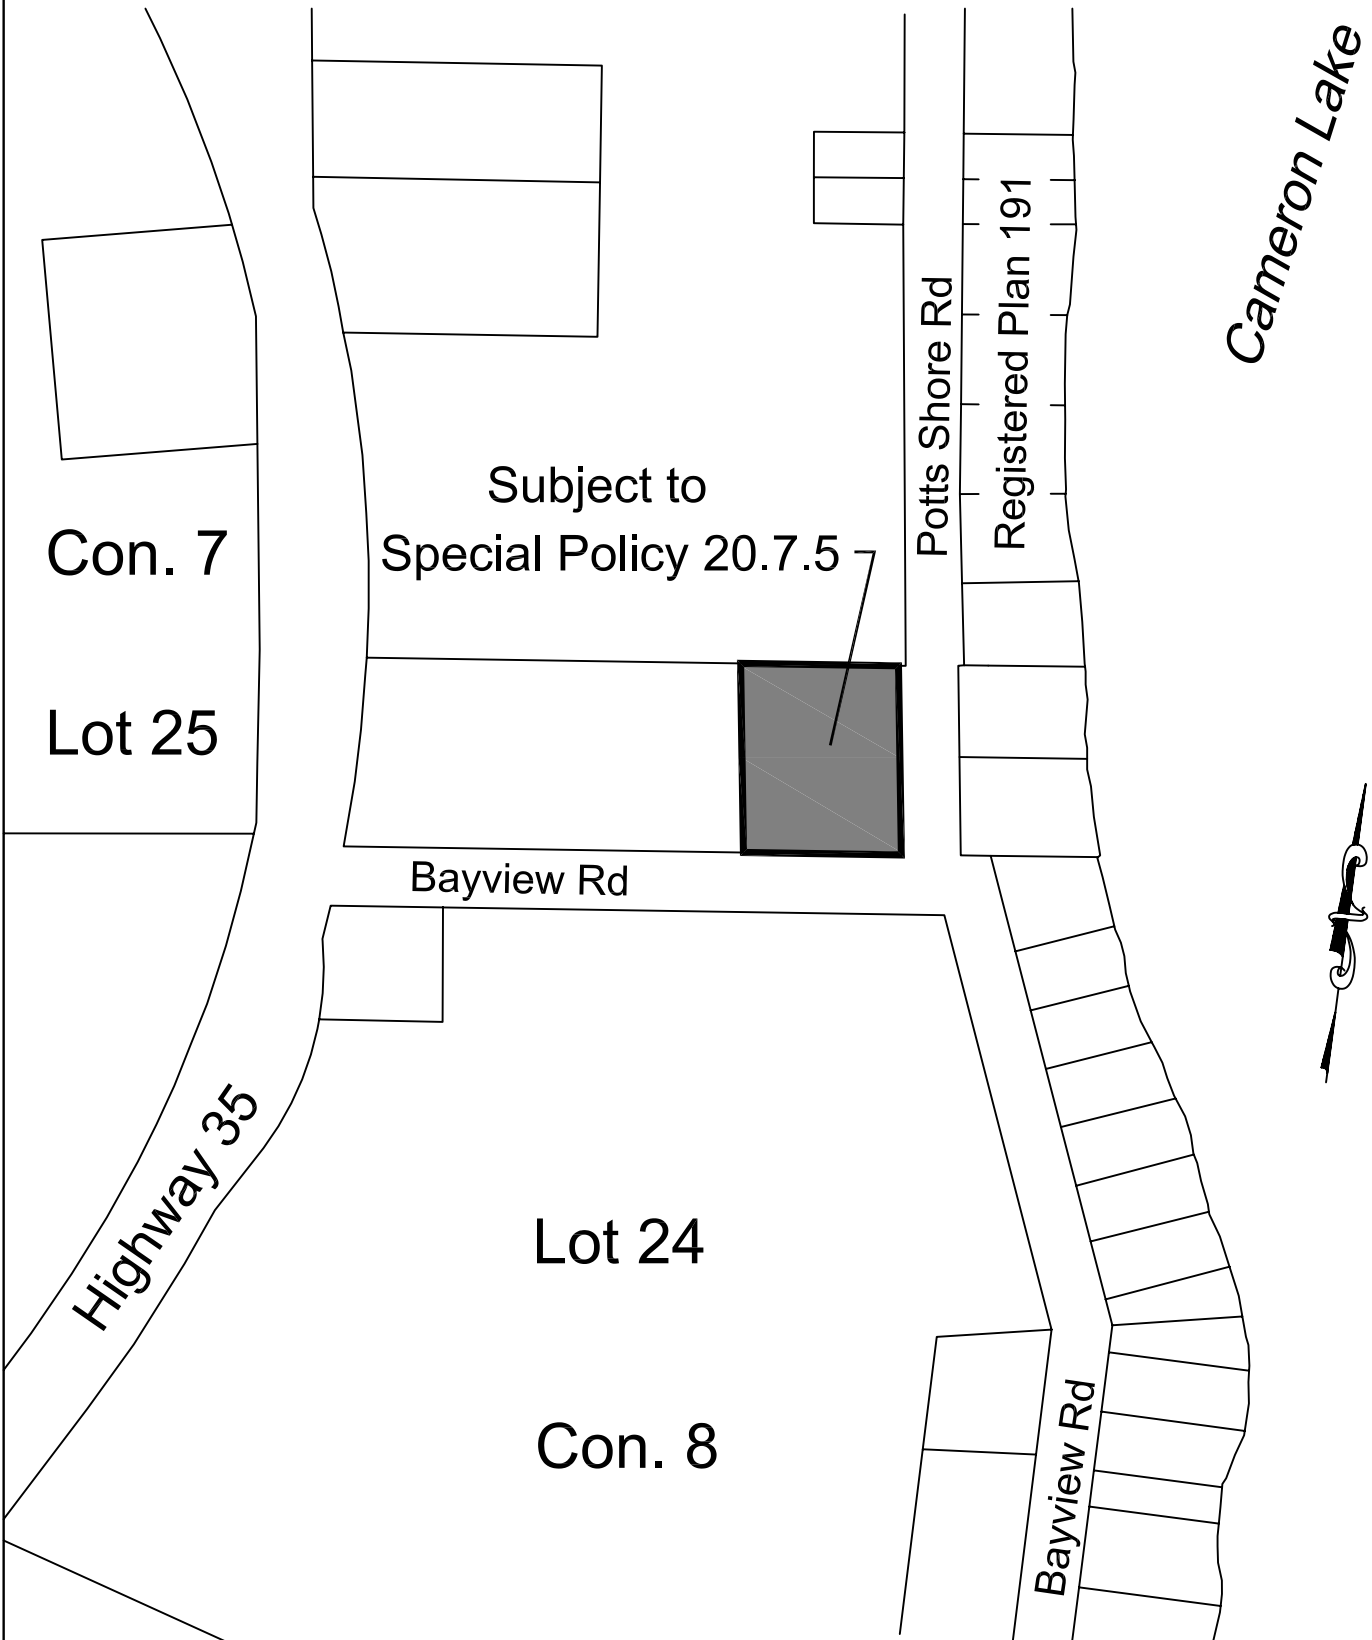 Cameron Lake
Registered Plan 191
Potts Shore Rd
Subject to
Special Policy 20.7.5
Con. 7
Lot 25
Bayview Rd
Highway 35
Lot 24
Con. 8
Bayview Rd